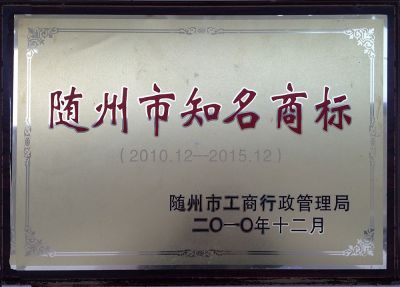 随州市知名商标
(2010.12—2015.12)
随州市工商行政管理局
二〇一〇年十二月